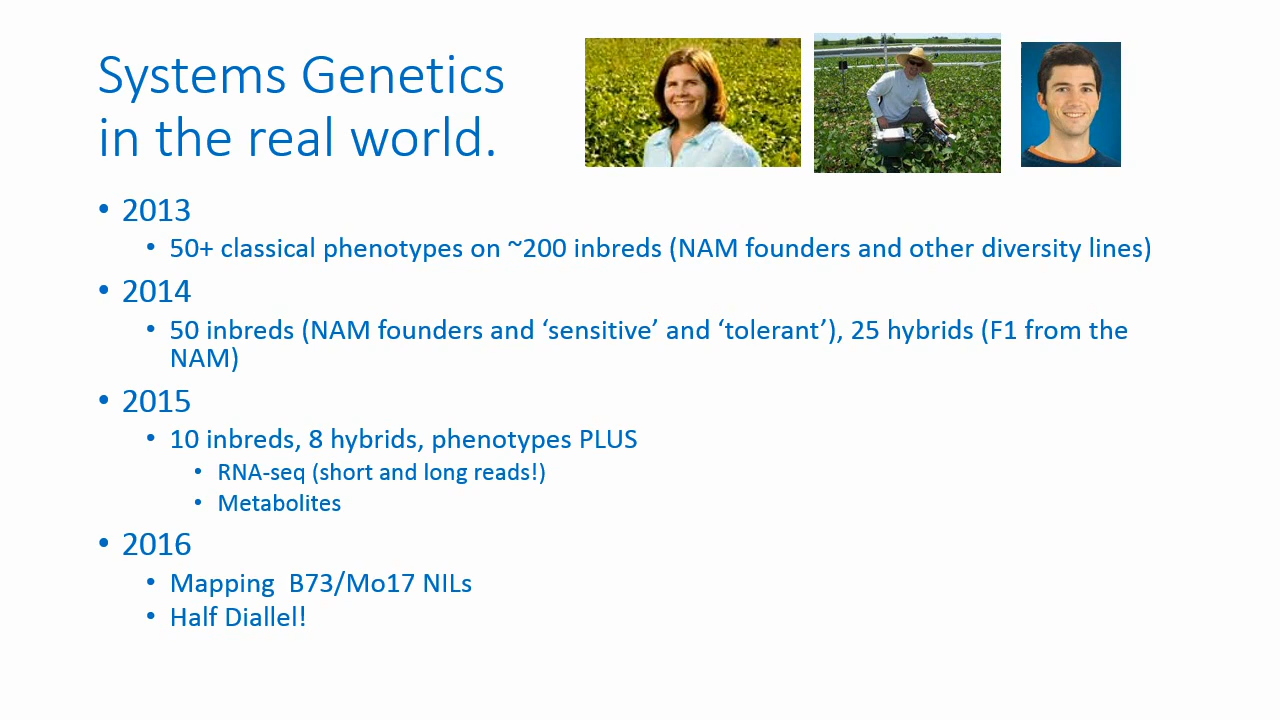 Systems Genetics
in the real world.
• 2013
• 50+ classical phenotypes on ~200 inbreds (NAM founders and other diversity lines)
• 2014
• 50 inbreds (NAM founders and ‘sensitive’ and ‘tolerant’), 25 hybrids (F1 from the
NAM)
• 2015
• 10 inbreds, 8 hybrids, phenotypes PLUS
• RNA-seq (short and long reads!)
• Metabolites
• 2016
• Mapping  B73/Mo17 NILs
• Half Diallel!